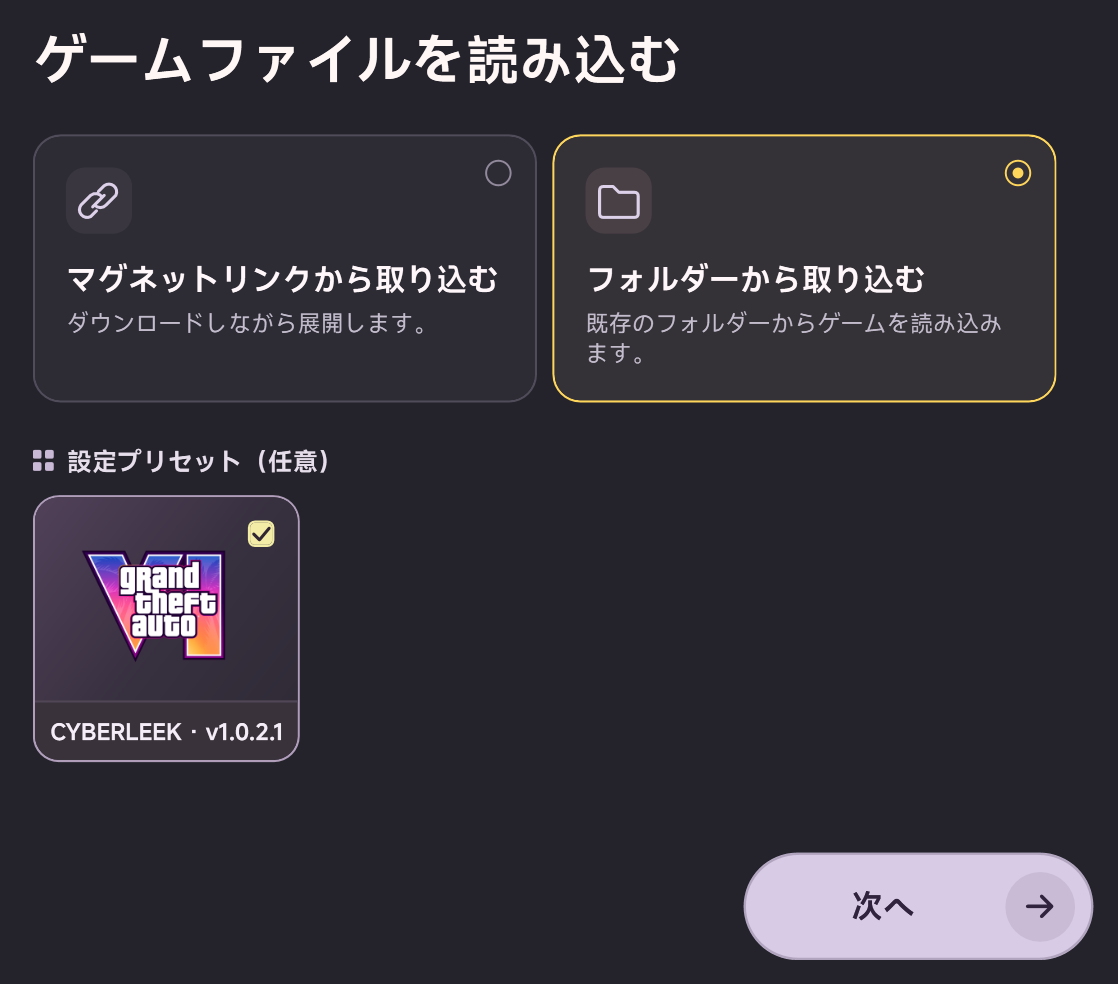 ゲームファイルを読み込む
マグネットリンクから取り込む
ダウンロードしながら展開します。
フォルダーから取り込む
既存のフォルダーからゲームを読み込み
ます。
設定プリセット（任意）
VI
grand
theft
auto
CYBERLEEK · v1.0.2.1
次へ